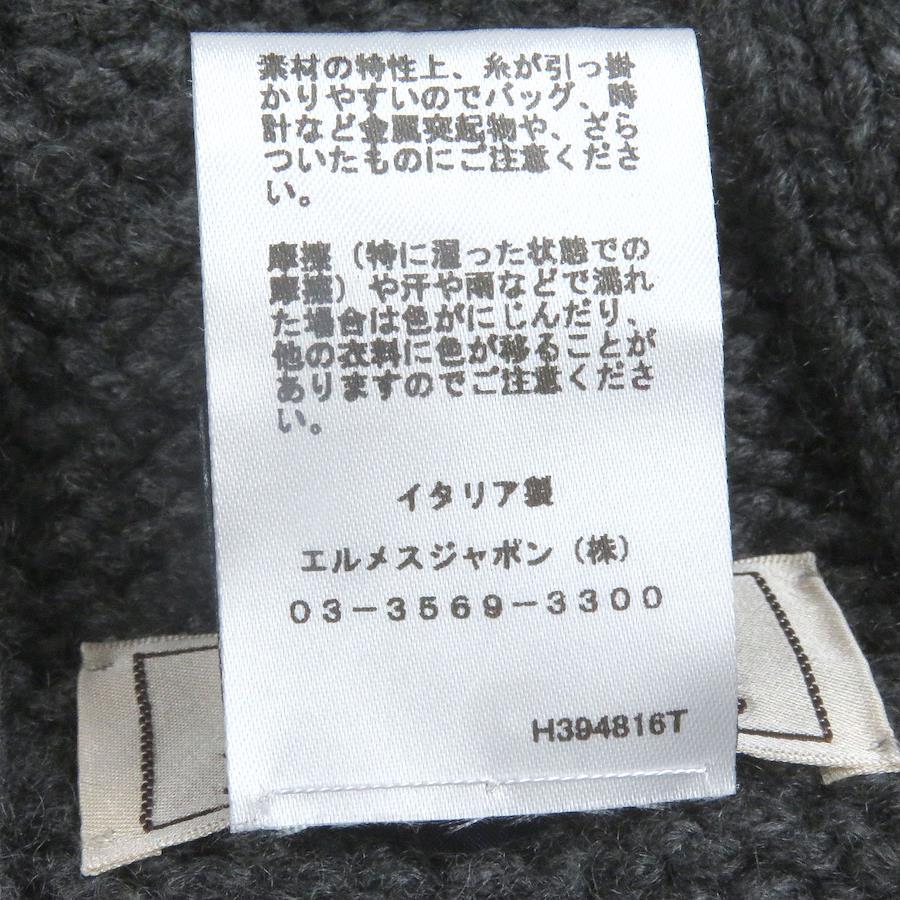 素材の特性上、糸が引っ掛
かりやすいのでバッグ、時
計など金属突起物や、ざら
ついたものにご注意くださ
い。
摩擦（特に湿った状態での
摩擦）や汗や雨などで濡れ
た場合は色がにじんだり、
他の衣料に色が移ることが
ありますのでご注意くださ
い。
イタリア製
エルメスジャポン（株）
０３－３５６９－３３００
H394816T